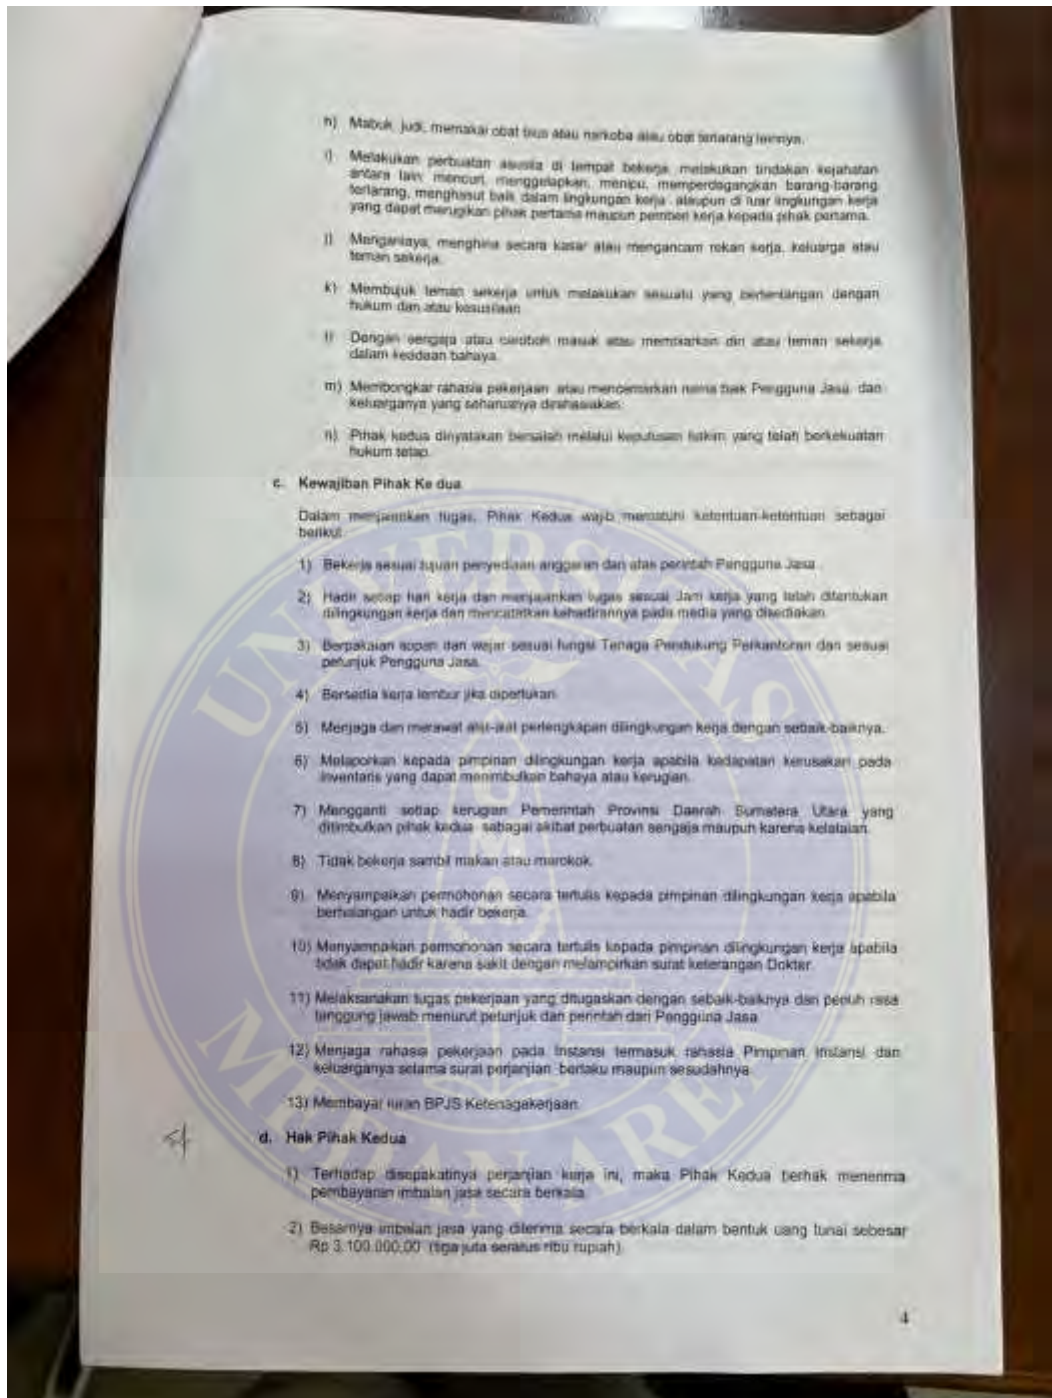 h) Mabuk, judi, memakai obat bius atau narkoba atau obat terlarang lainnya.
i) Melakukan perbuatan asusila di tempat bekerja, melakukan tindakan kejahatan
antara lain mencuri, menggelapkan, menipu, memperdagangkan barang-barang
terlarang, menghasut baik dalam lingkungan kerja ataupun di luar lingkungan kerja
yang dapat merugikan pihak pertama maupun pemberi kerja kepada pihak pertama.
j) Menganiaya, menghina secara kasar atau mengancam rekan kerja, keluarga atau
teman sekerja.
k) Membujuk teman sekerja untuk melakukan sesuatu yang bertentangan dengan
hukum dan atau kesusilaan
l) Dengan sengaja atau ceroboh masuk atau membiarkan diri atau teman sekerja
dalam keadaan bahaya.
m) Membongkar rahasia pekerjaan atau mencemarkan nama baik Pengguna Jasa dan
keluarganya yang seharusnya dirahasiakan.
n) Pihak kedua dinyatakan bersalah melalui keputusan hakim yang telah berkekuatan
hukum tetap.
c. Kewajiban Pihak Ke dua
Dalam menjalankan tugas, Pihak Kedua wajib mematuhi ketentuan-ketentuan sebagai
berikut
1) Bekerja sesuai tujuan penyediaan anggaran dan atas perintah Pengguna Jasa
2) Hadir setiap hari kerja dan menjalankan tugas sesuai Jam kerja yang telah ditentukan
dilingkungan kerja dan mencatatkan kehadirannya pada media yang disediakan.
3) Berpakaian sopan dan wajar sesuai fungsi Tenaga Pendukung Perkantoran dan sesuai
petunjuk Pengguna Jasa.
4) Bersedia kerja lembur jika diperlukan.
5) Menjaga dan merawat alat-alat perlengkapan dilingkungan kerja dengan sebaik-baiknya.
6) Melaporkan kepada pimpinan dilingkungan kerja apabila kedapatan kerusakan pada
inventaris yang dapat menimbulkan bahaya atau kerugian.
7) Mengganti setiap kerugian Pemerintah Provinsi Daerah Sumatera Utara yang
ditimbulkan pihak kedua sebagai akibat perbuatan sengaja maupun karena kelalaian.
8) Tidak bekerja sambil makan atau merokok.
9) Menyampaikan permohonan secara tertulis kepada pimpinan dilingkungan kerja apabila
berhalangan untuk hadir bekerja.
10) Menyampaikan permohonan secara tertulis kepada pimpinan dilingkungan kerja apabila
tidak dapat hadir karena sakit dengan melampirkan surat keterangan Dokter.
11) Melaksanakan tugas pekerjaan yang ditugaskan dengan sebaik-baiknya dan penuh rasa
tanggung jawab menurut petunjuk dan perintah dari Pengguna Jasa
12) Menjaga rahasia pekerjaan pada Instansi termasuk rahasia Pimpinan Instansi dan
keluarganya selama surat perjanjian berlaku maupun sesudahnya.
13) Membayar iuran BPJS Ketenagakerjaan.
d. Hak Pihak Kedua
1) Terhadap disepakatinya perjanjian kerja ini, maka Pihak Kedua berhak menerima
pembayaran imbalan jasa secara berkala.
2) Besarnya imbalan jasa yang diterima secara berkala dalam bentuk uang tunai sebesar
Rp 3.100.000,00 (tiga juta seratus ribu rupiah).
4
UNIVERSITAS
MEDAN AREA